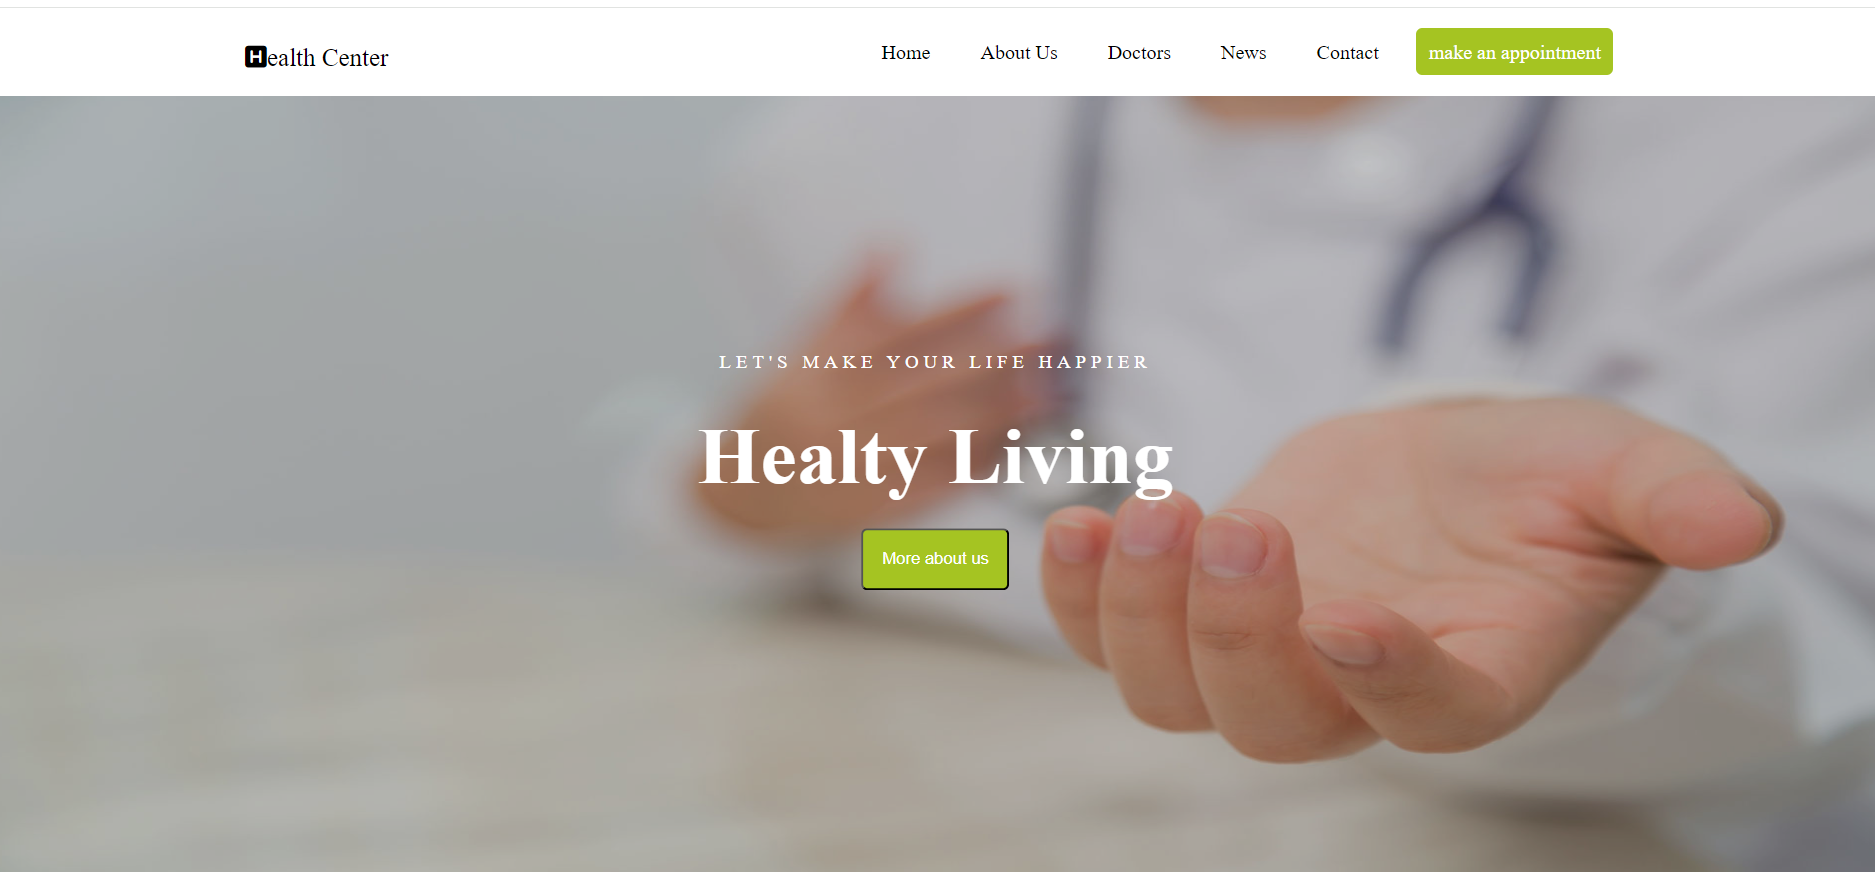 Health Center
Home About Us Doctors News Contact make an appointment
LET'S MAKE YOUR LIFE HAPPIER
Healty Living
More about us